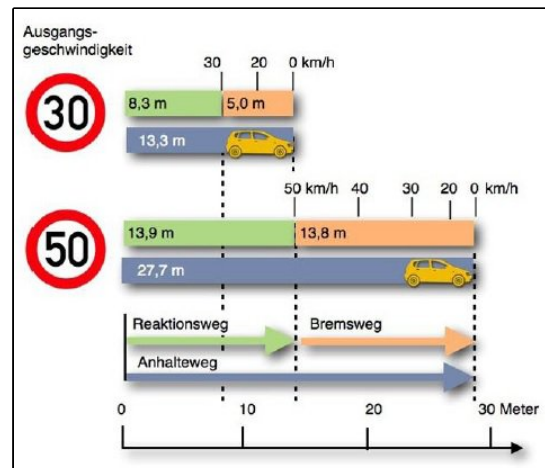 Ausgangs-
geschwindigkeit
30 20 0 km/h
30
8,3 m 5,0 m
13,3 m
50 km/h 40 30 20 0 km/h
50
13,9 m 13,8 m
27,7 m
Reaktionsweg Bremsweg
Anhalteweg
0 10 20 30 Meter